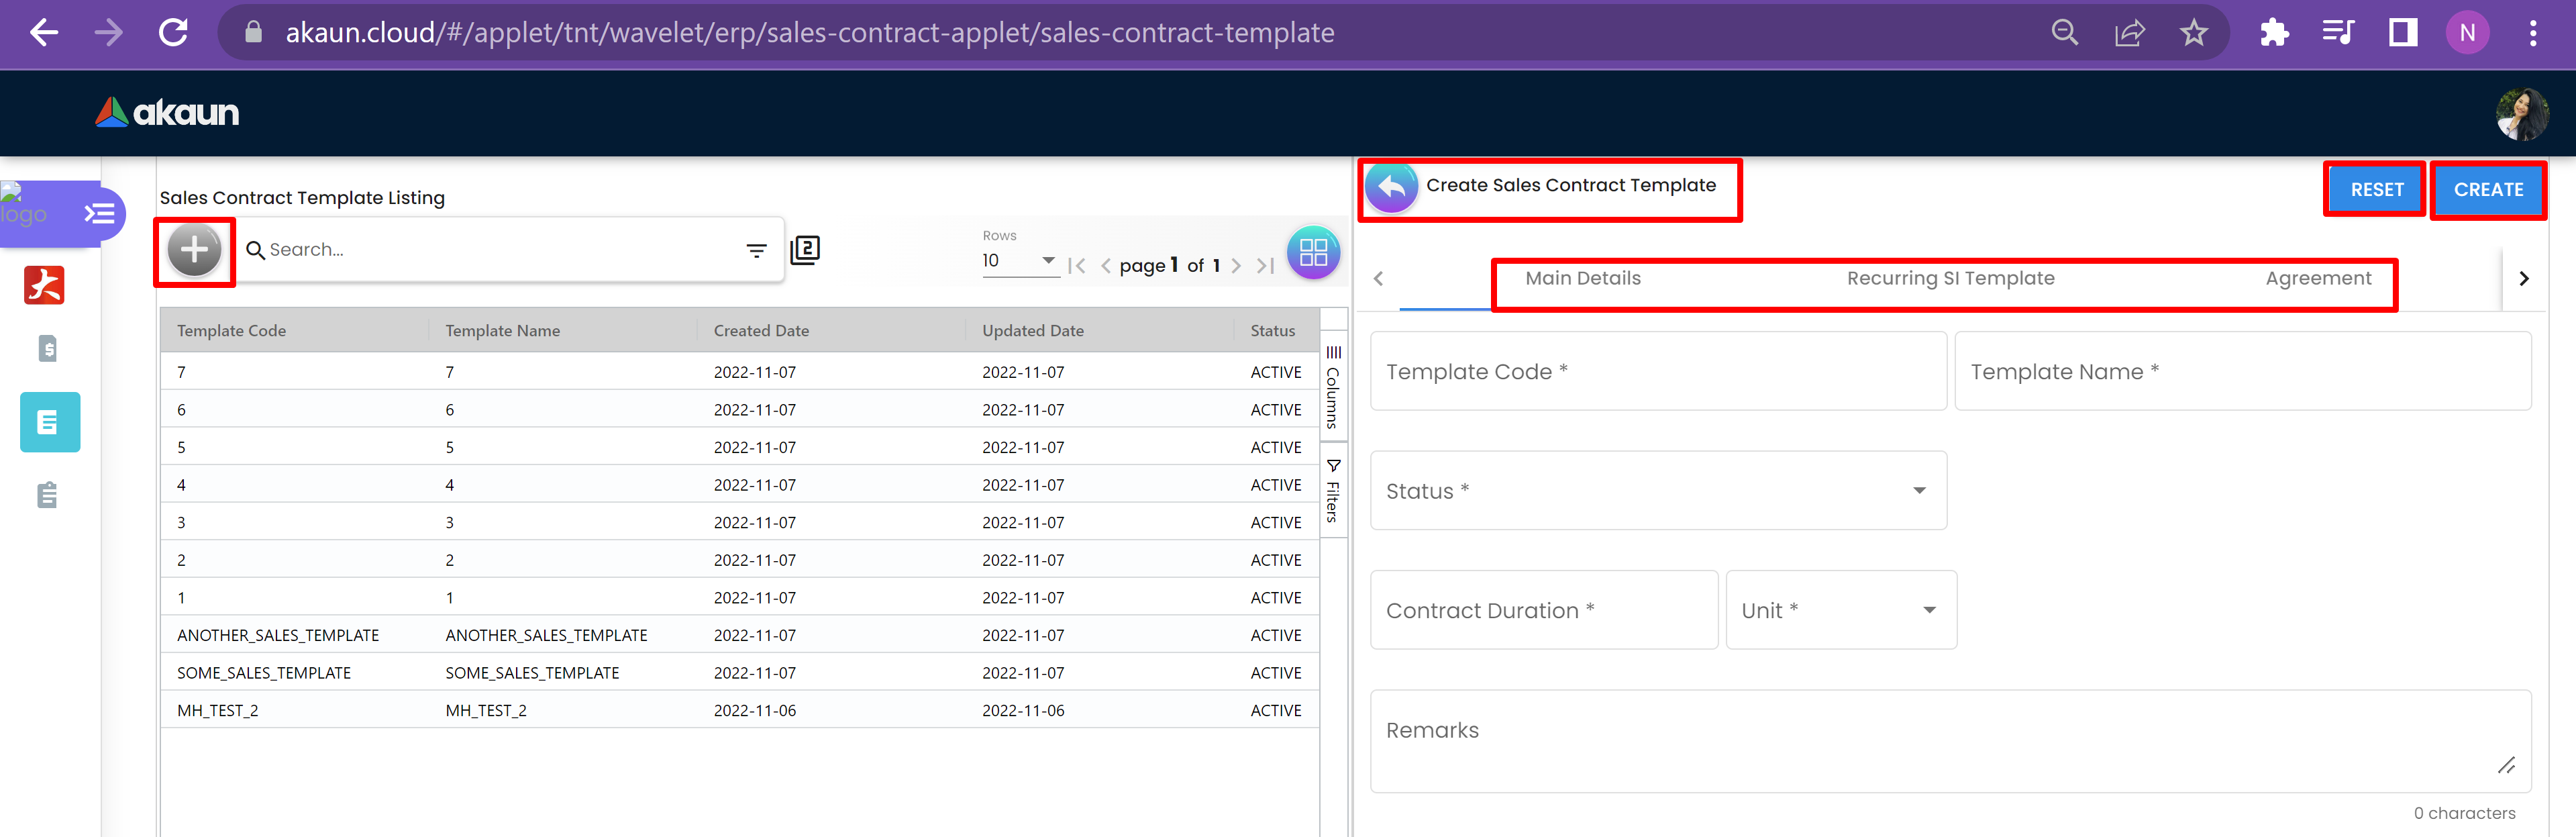 akaun.cloud/#/applet/tnt/wavelet/erp/sales-contract-applet/sales-contract-template
N
akaun
logo
Sales Contract Template Listing
Search...
2
Rows
10
page 1 of 1
Template Code Template Name Created Date Updated Date Status
7 7 2022-11-07 2022-11-07 ACTIVE
6 6 2022-11-07 2022-11-07 ACTIVE
5 5 2022-11-07 2022-11-07 ACTIVE
4 4 2022-11-07 2022-11-07 ACTIVE
3 3 2022-11-07 2022-11-07 ACTIVE
2 2 2022-11-07 2022-11-07 ACTIVE
1 1 2022-11-07 2022-11-07 ACTIVE
ANOTHER_SALES_TEMPLATE ANOTHER_SALES_TEMPLATE 2022-11-07 2022-11-07 ACTIVE
SOME_SALES_TEMPLATE SOME_SALES_TEMPLATE 2022-11-07 2022-11-07 ACTIVE
MH_TEST_2 MH_TEST_2 2022-11-06 2022-11-06 ACTIVE
Columns
Filters
Create Sales Contract Template
RESET CREATE
Main Details Recurring SI Template Agreement
Template Code * Template Name *
Status *
Contract Duration * Unit *
Remarks
0 characters